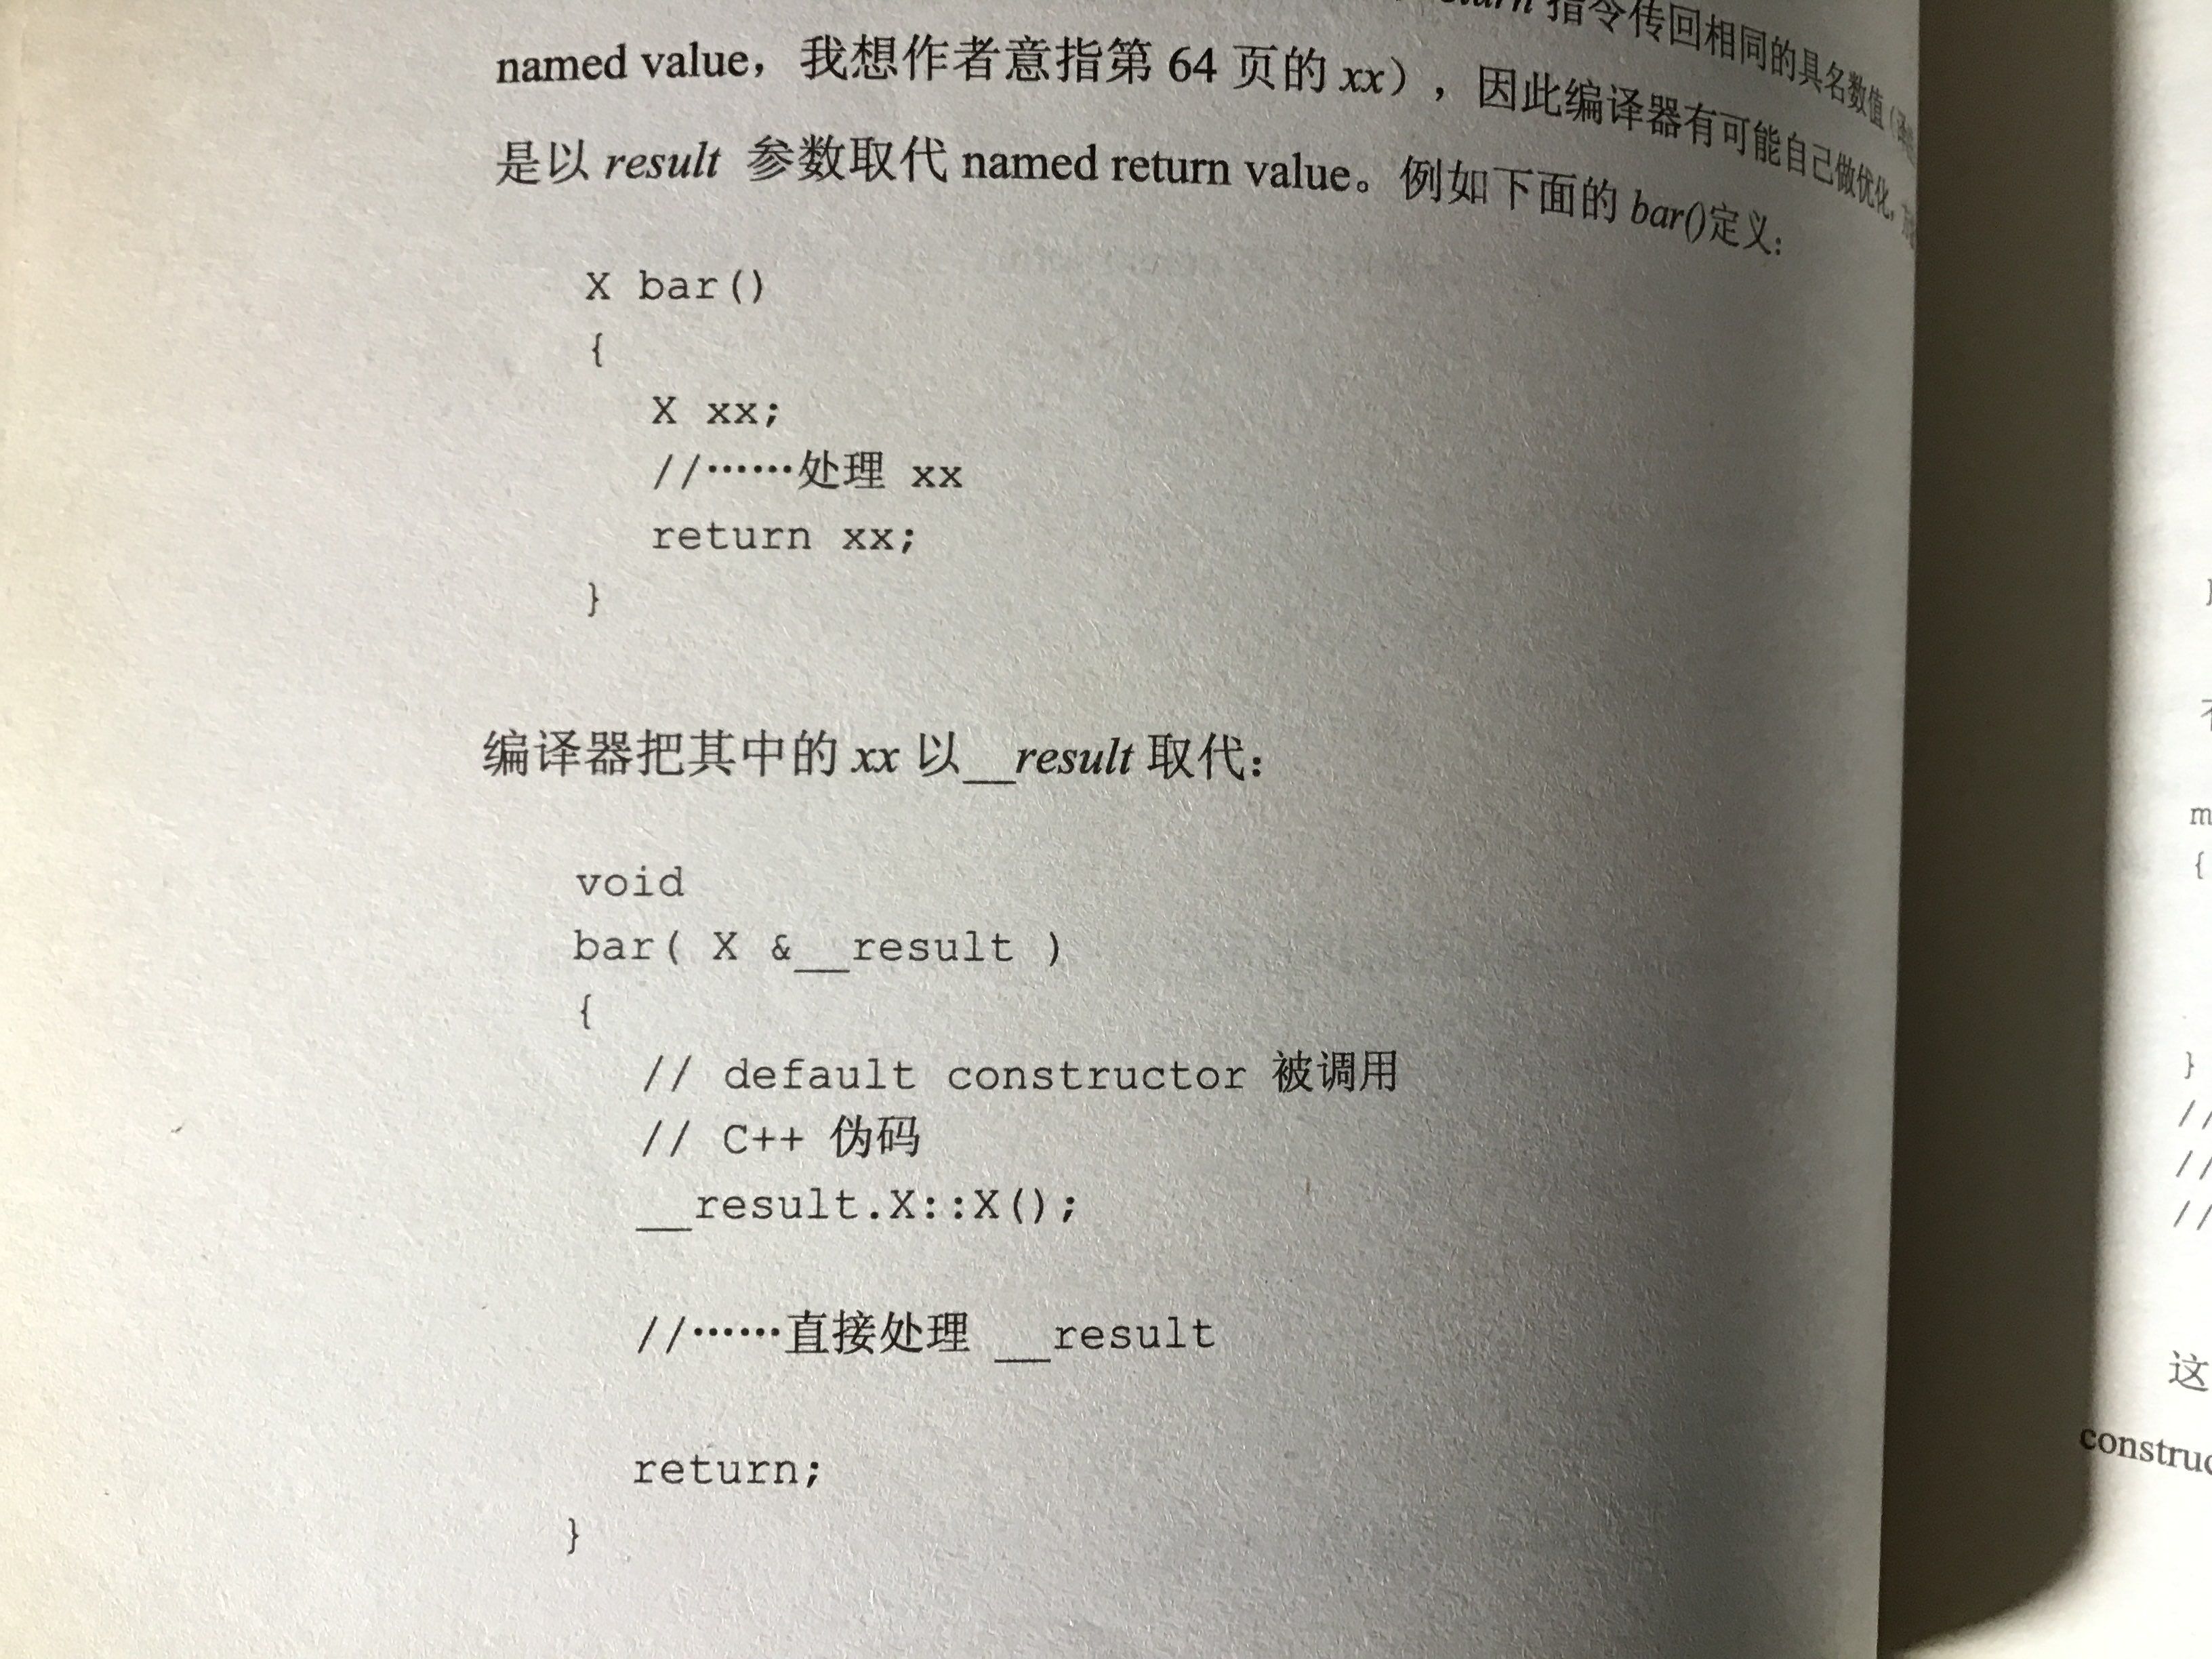 return 指令传回相同的具名数值（
named value，我想作者意指第 64 页的 xx），因此编译器有可能自己做优化，
是以 result 参数取代 named return value。例如下面的 bar()定义：
X bar()
{
X xx;
//……处理 xx
return xx;
}
编译器把其中的 xx 以__result 取代：
void
bar( X &__result )
{
// default constructor 被调用
// C++ 伪码
__result.X::X();
//……直接处理 __result
return;
}
m
{
}
//
//
//
这